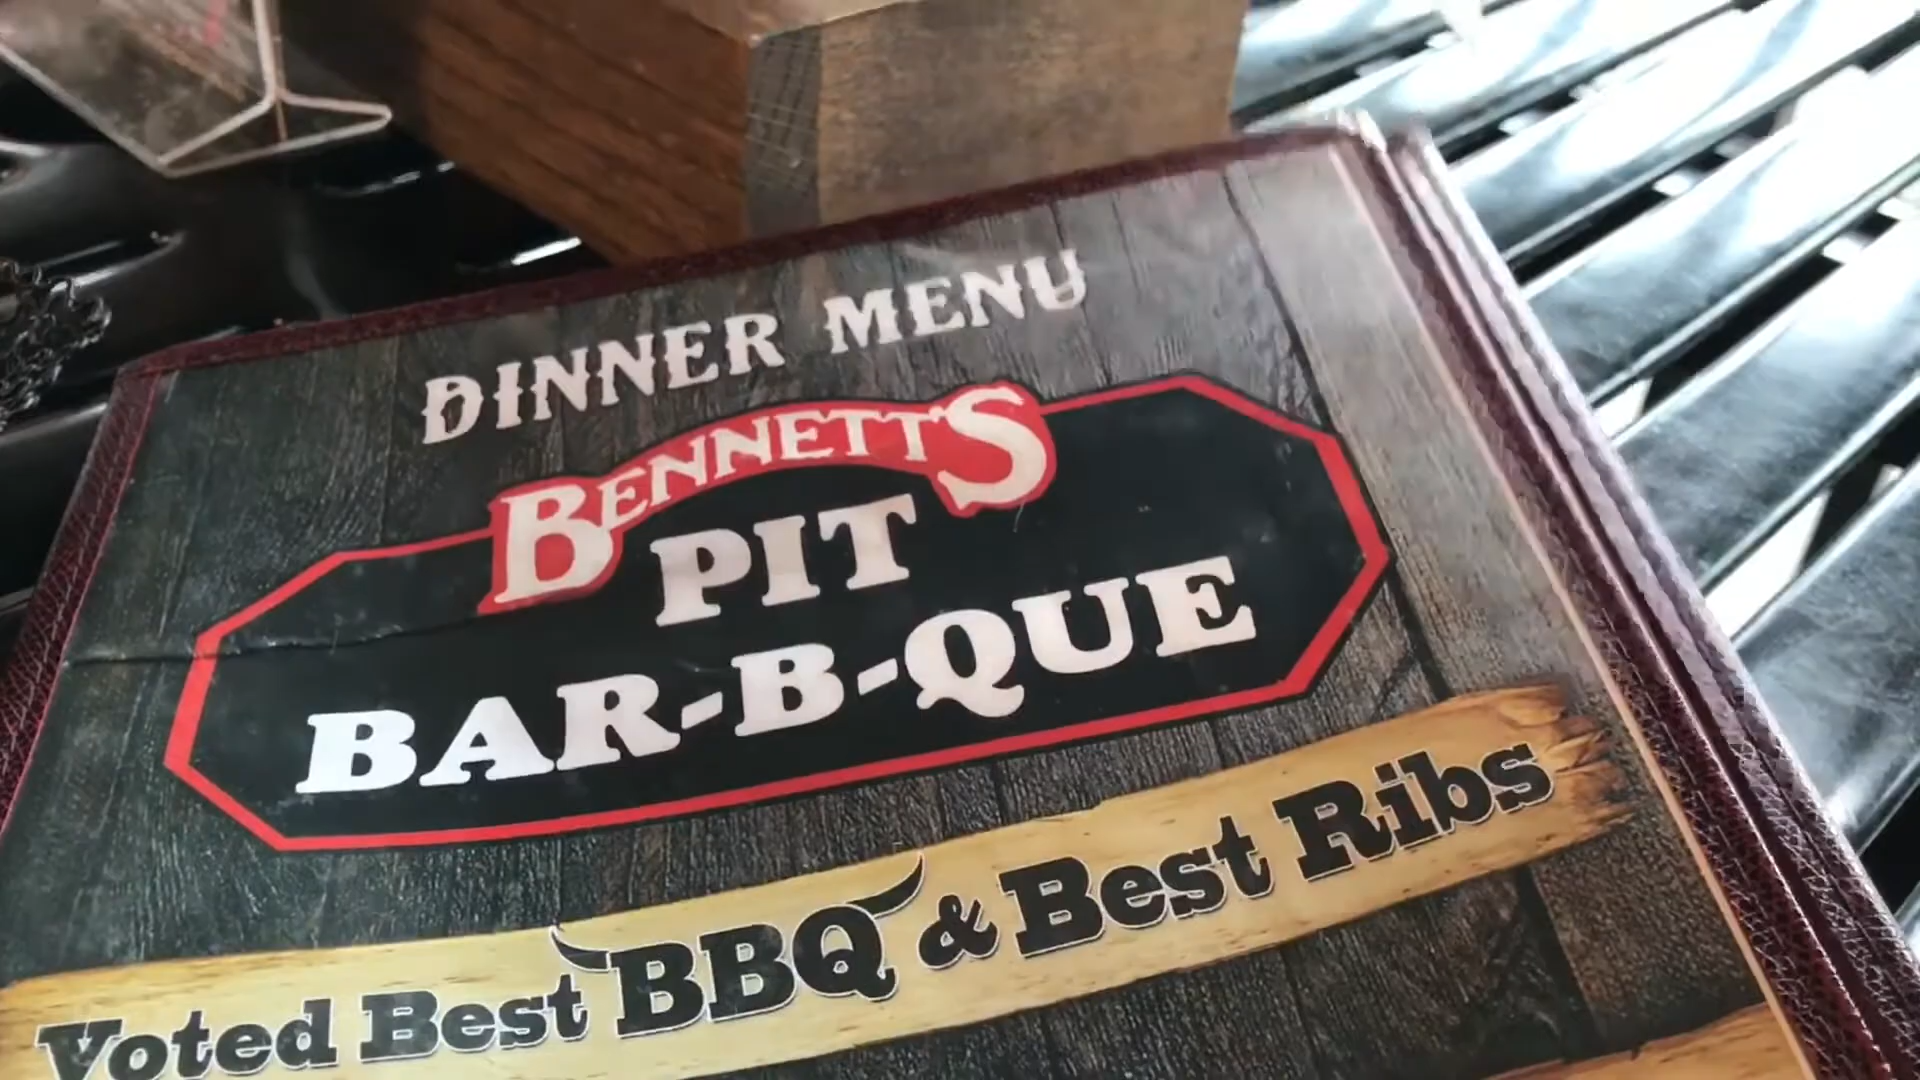 DINNER MENU
BENNETT'S
PIT
BAR-B-QUE
Voted Best BBQ & Best Ribs